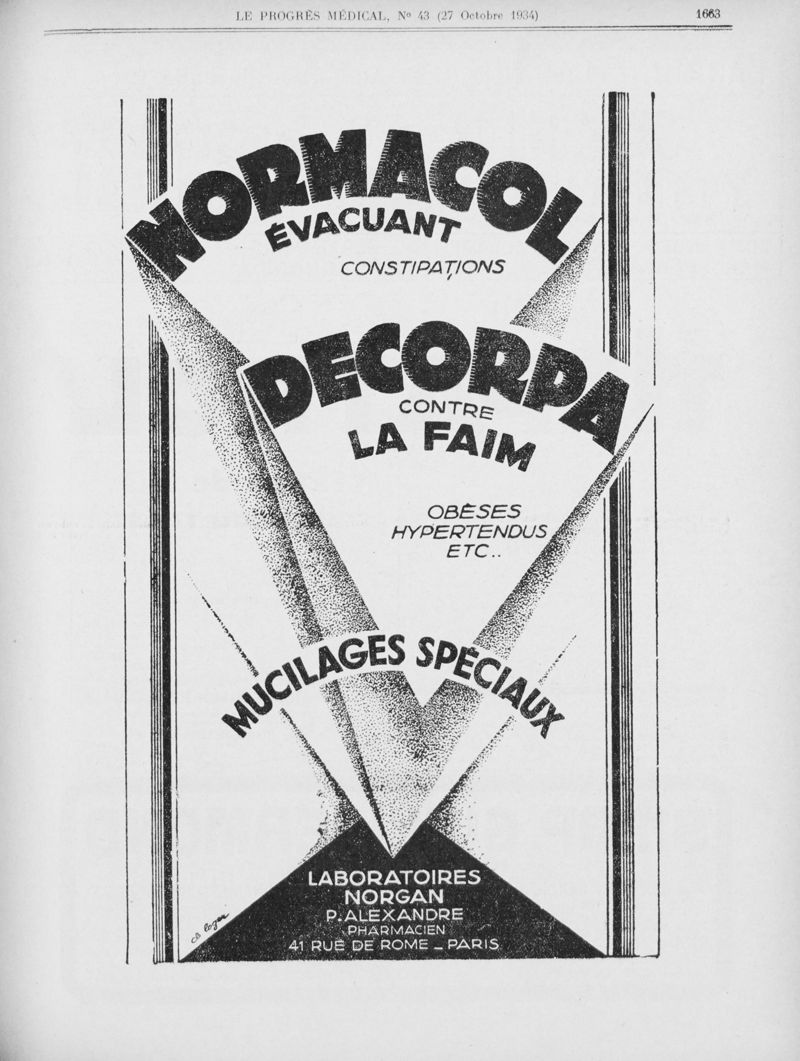 LE PROGRÈS MÉDICAL, Nº 43 (27 Octobre 1934) 1663
NORMACOL
ÉVACUANT
CONSTIPATIONS
DECORPA
CONTRE
LA FAIM
OBÈSES
HYPERTENDUS
ETC..
MUCILAGES SPÉCIAUX
LABORATOIRES
NORGAN
P. ALEXANDRE
PHARMACIEN
41 RUE DE ROME _ PARIS